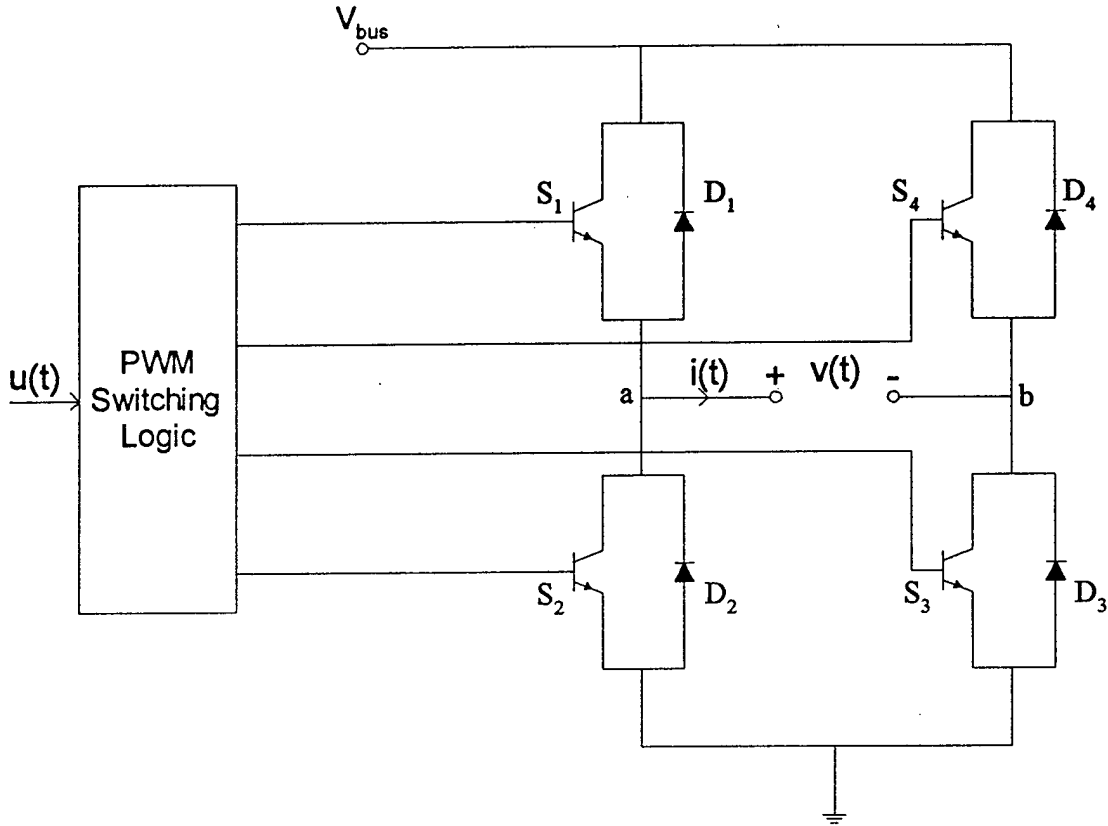 V_bus
S_1
D_1
S_4
D_4
PWM
Switching
Logic
u(t)
a
i(t)
+
v(t)
-
b
S_2
D_2
S_3
D_3